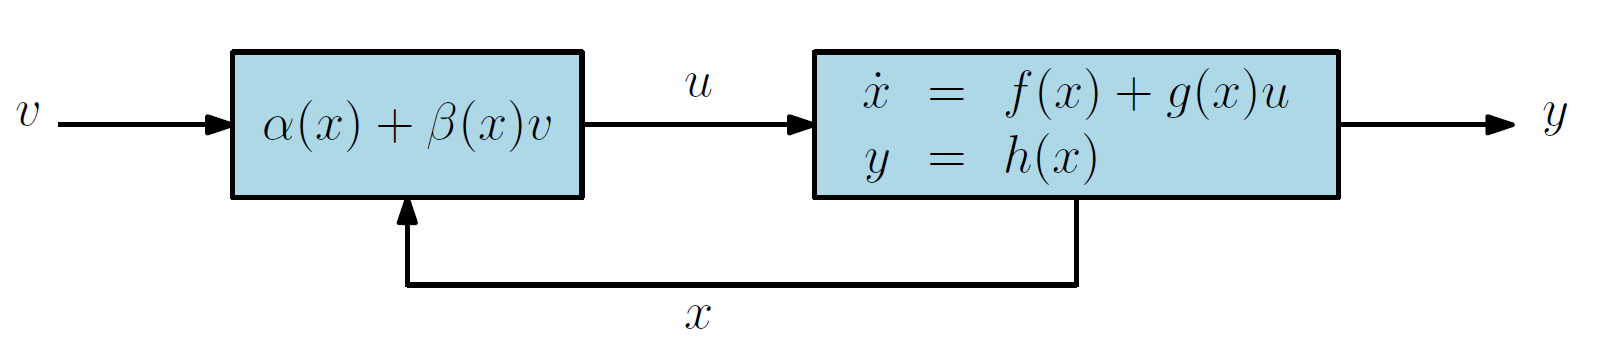 v
α(x) + β(x)v
u
ẋ = f(x) + g(x)u
y = h(x)
y
x